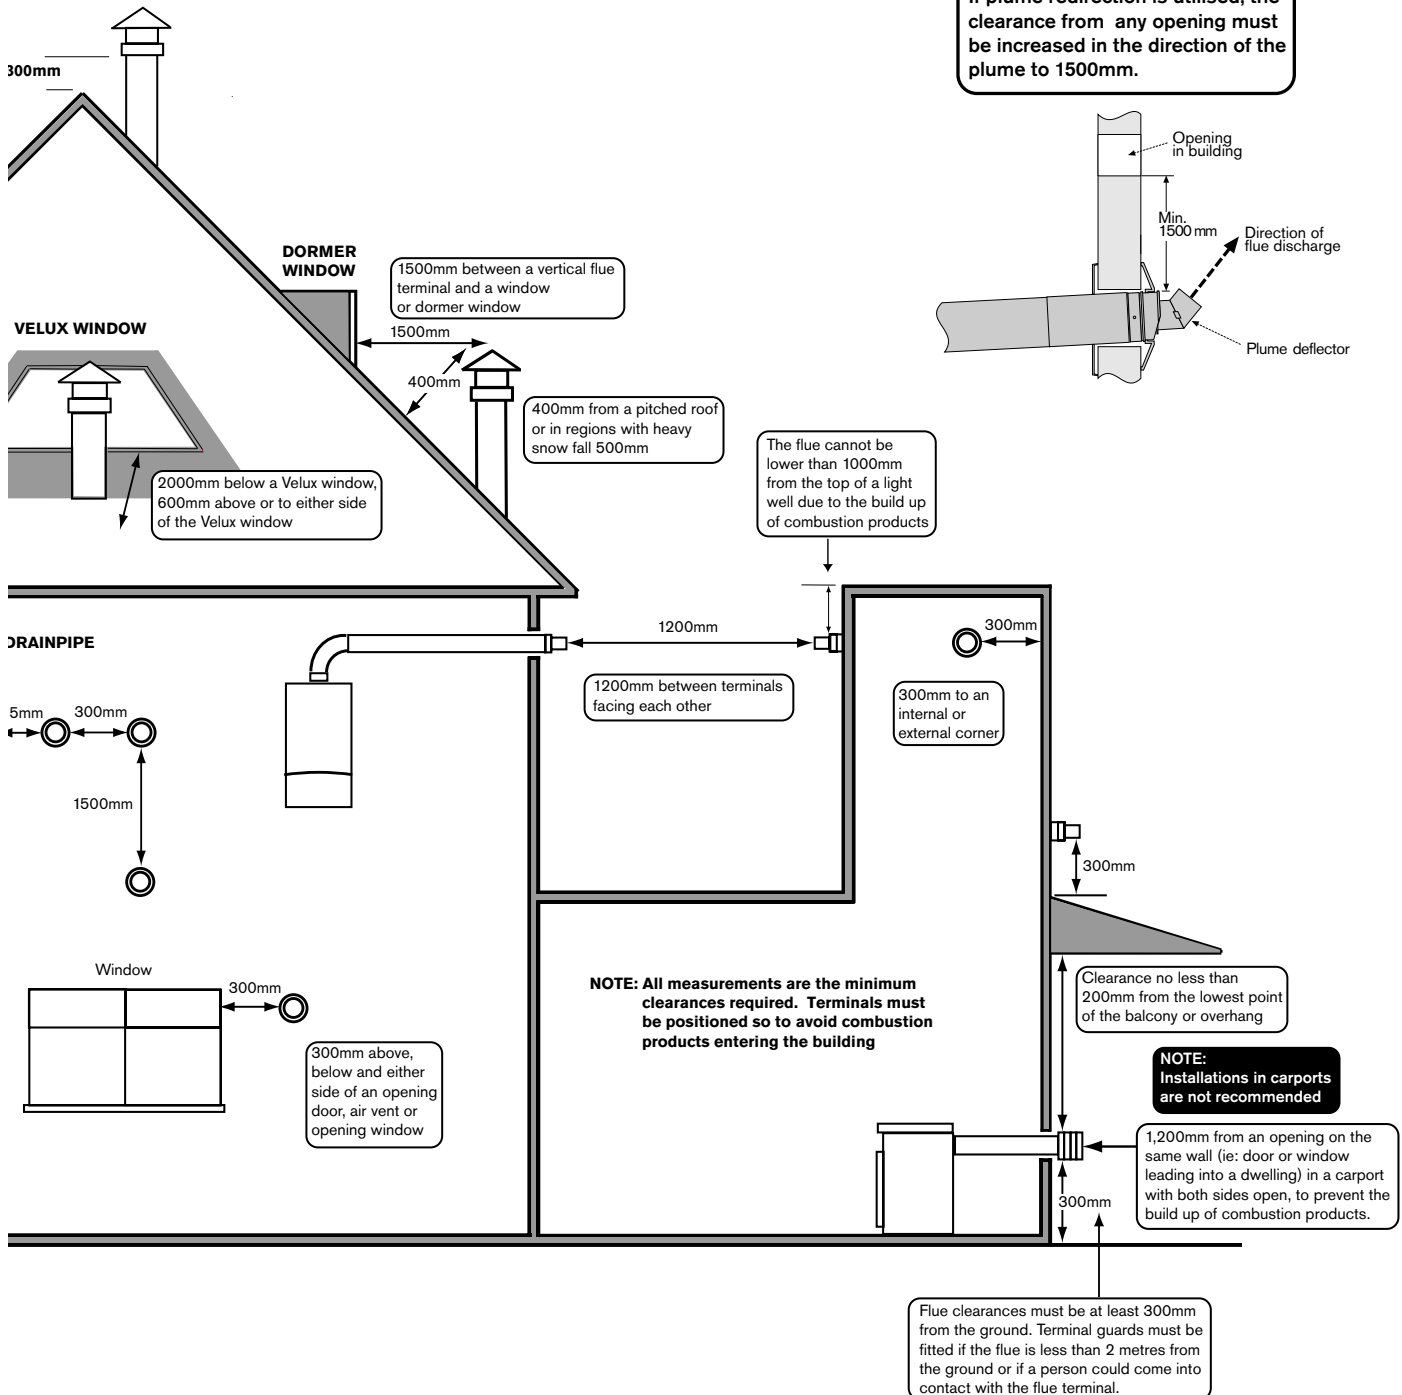 If plume redirection is utilised, the
clearance from any opening must
be increased in the direction of the
plume to 1500mm.
300mm
Opening
in building
Min.
1500 mm
Direction of
flue discharge
Plume deflector
DORMER
WINDOW
1500mm between a vertical flue
terminal and a window
or dormer window
VELUX WINDOW
1500mm
400mm
400mm from a pitched roof
or in regions with heavy
snow fall 500mm
The flue cannot be
lower than 1000mm
from the top of a light
well due to the build up
of combustion products
2000mm below a Velux window,
600mm above or to either side
of the Velux window
DRAINPIPE
1200mm
300mm
1200mm between terminals
facing each other
300mm to an
internal or
external corner
5mm
300mm
1500mm
300mm
Window
300mm
NOTE: All measurements are the minimum
clearances required. Terminals must
be positioned so to avoid combustion
products entering the building
Clearance no less than
200mm from the lowest point
of the balcony or overhang
300mm above,
below and either
side of an opening
door, air vent or
opening window
NOTE:
Installations in carports
are not recommended
1,200mm from an opening on the
same wall (ie: door or window
leading into a dwelling) in a carport
with both sides open, to prevent the
build up of combustion products.
300mm
Flue clearances must be at least 300mm
from the ground. Terminal guards must be
fitted if the flue is less than 2 metres from
the ground or if a person could come into
contact with the flue terminal.